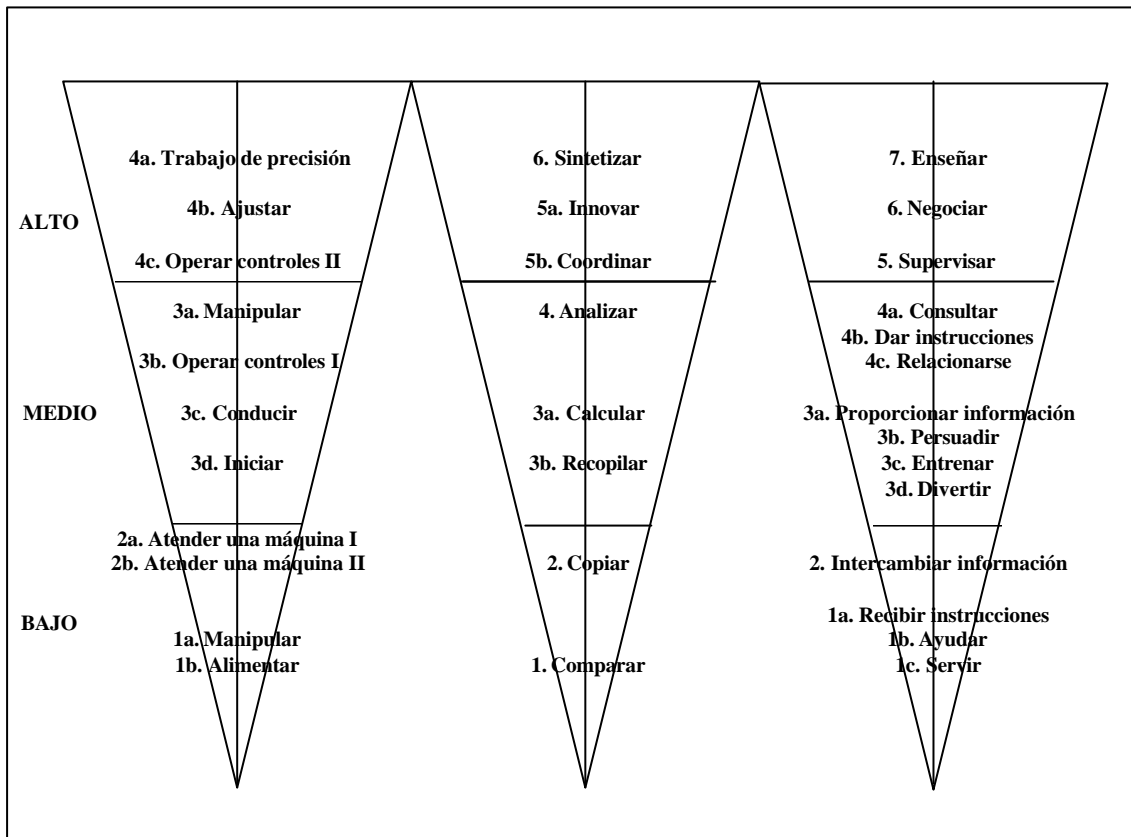 4a. Trabajo de precisión
6. Sintetizar
7. Enseñar
ALTO
4b. Ajustar
5a. Innovar
6. Negociar
4c. Operar controles II
5b. Coordinar
5. Supervisar
3a. Manipular
4. Analizar
4a. Consultar
4b. Dar instrucciones
3b. Operar controles I
4c. Relacionarse
MEDIO
3c. Conducir
3a. Calcular
3a. Proporcionar información
3b. Persuadir
3d. Iniciar
3b. Recopilar
3c. Entrenar
3d. Divertir
2a. Atender una máquina I
2b. Atender una máquina II
2. Copiar
2. Intercambiar información
BAJO
1a. Recibir instrucciones
1a. Manipular
1b. Ayudar
1b. Alimentar
1. Comparar
1c. Servir